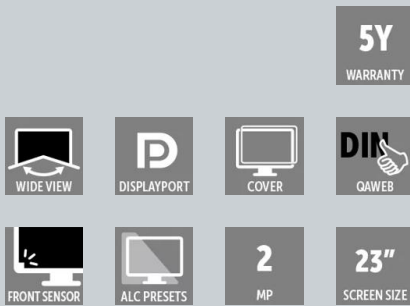 5Y
WARRANTY
WIDE VIEW
DISPLAYPORT
COVER
DIN
QAWEB
FRONT SENSOR
ALC PRESETS
2
MP
23"
SCREEN SIZE